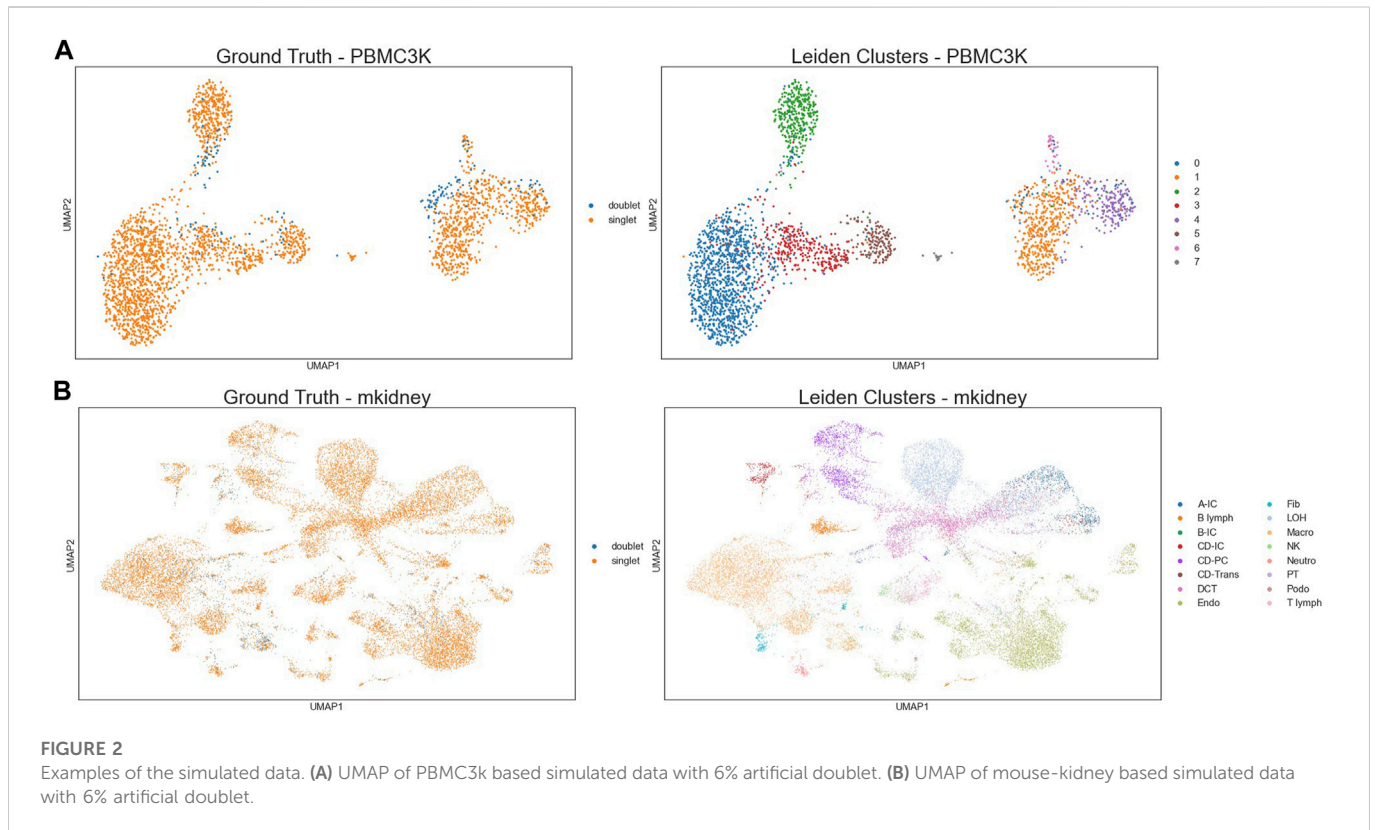 A
Ground Truth - PBMC3K
UMAP2
UMAP1
doublet
singlet
Leiden Clusters - PBMC3K
UMAP2
UMAP1
0
1
2
3
4
5
6
7
B
Ground Truth - mkidney
UMAP2
UMAP1
doublet
singlet
Leiden Clusters - mkidney
UMAP2
UMAP1
A-IC
B lymph
B-IC
CD-IC
CD-PC
CD-Trans
DCT
Endo
Fib
LOH
Macro
NK
Neutro
PT
Podo
T lymph
FIGURE 2
Examples of the simulated data. (A) UMAP of PBMC3k based simulated data with 6% artificial doublet. (B) UMAP of mouse-kidney based simulated data
with 6% artificial doublet.